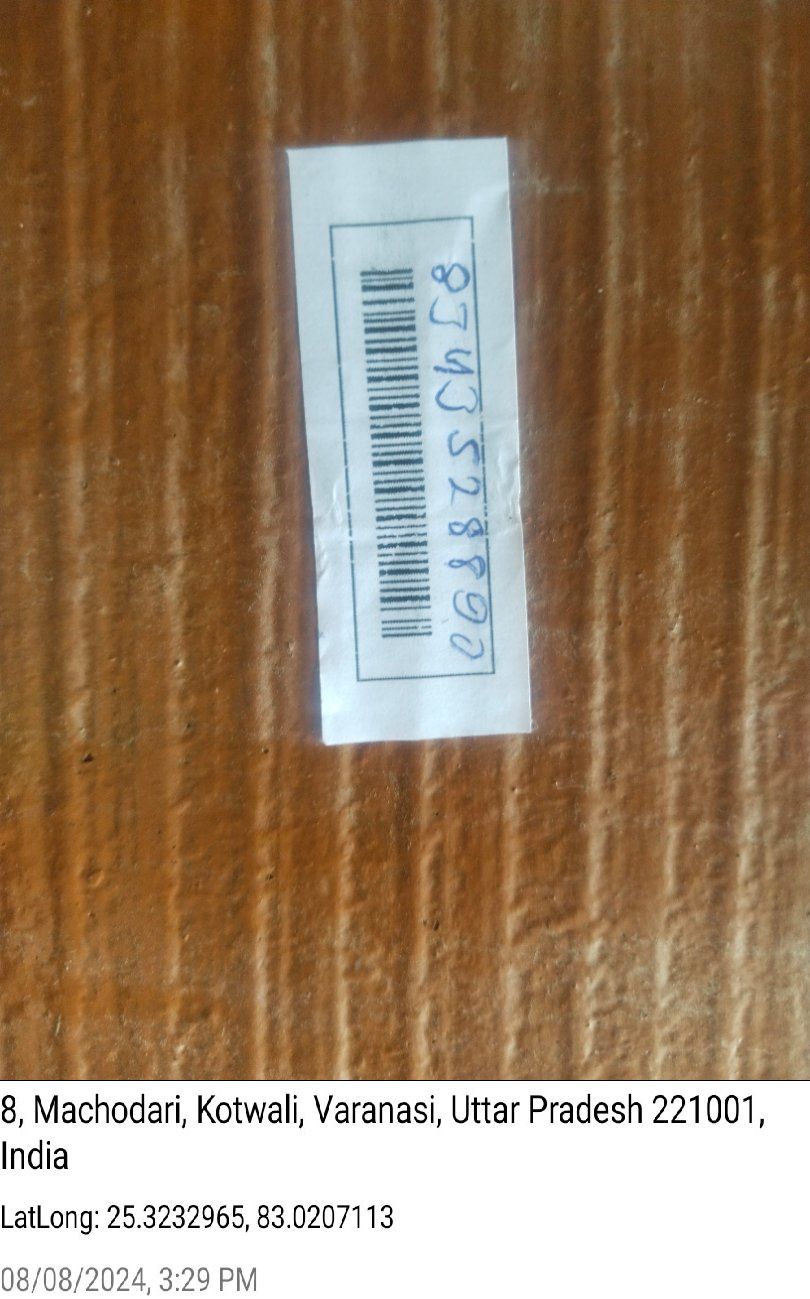 8, Machodari, Kotwali, Varanasi, Uttar Pradesh 221001,
India
LatLong: 25.3232965, 83.0207113
08/08/2024, 3:29 PM